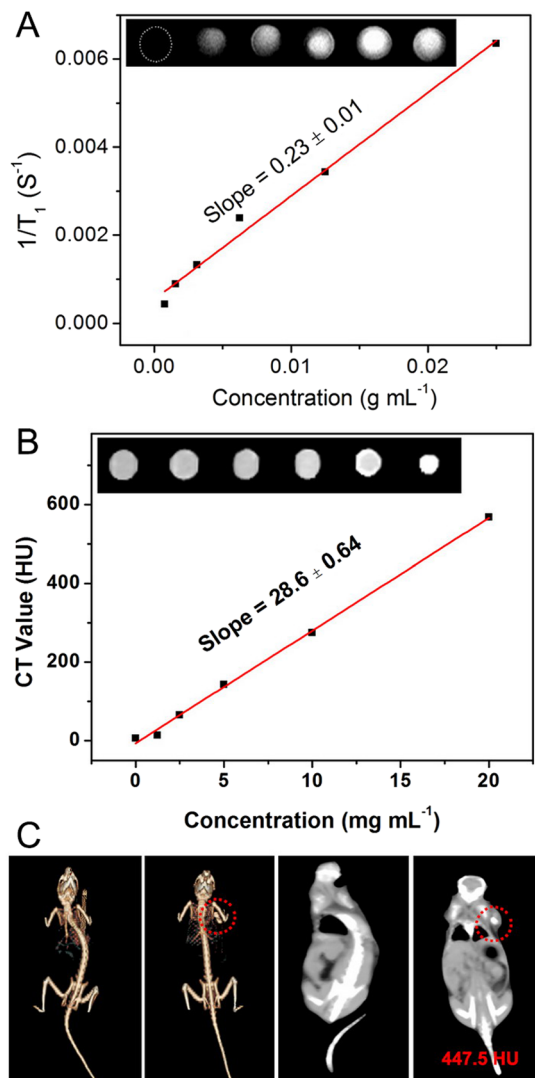 A
0.006
0.004
0.002
0.000
1/T₁ (S⁻¹)
Slope = 0.23 ± 0.01
0.00
0.01
0.02
Concentration (g mL⁻¹)
B
600
400
200
0
CT Value (HU)
Slope = 28.6 ± 0.64
0
5
10
15
20
Concentration (mg mL⁻¹)
C
447.5 HU